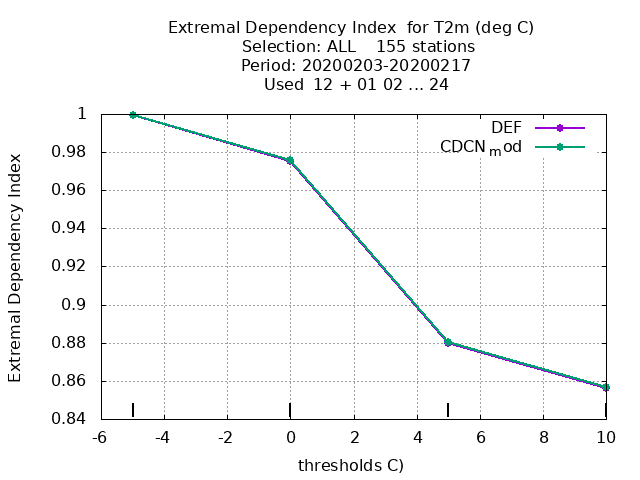 Extremal Dependency Index  for T2m (deg C)
Selection: ALL    155 stations
Period: 20200203-20200217
Used  12 + 01 02 ... 24
DEF
CDCN_mod
1
0.98
0.96
0.94
0.92
0.9
0.88
0.86
0.84
Extremal Dependency Index
-6 -4 -2 0 2 4 6 8 10
thresholds C)